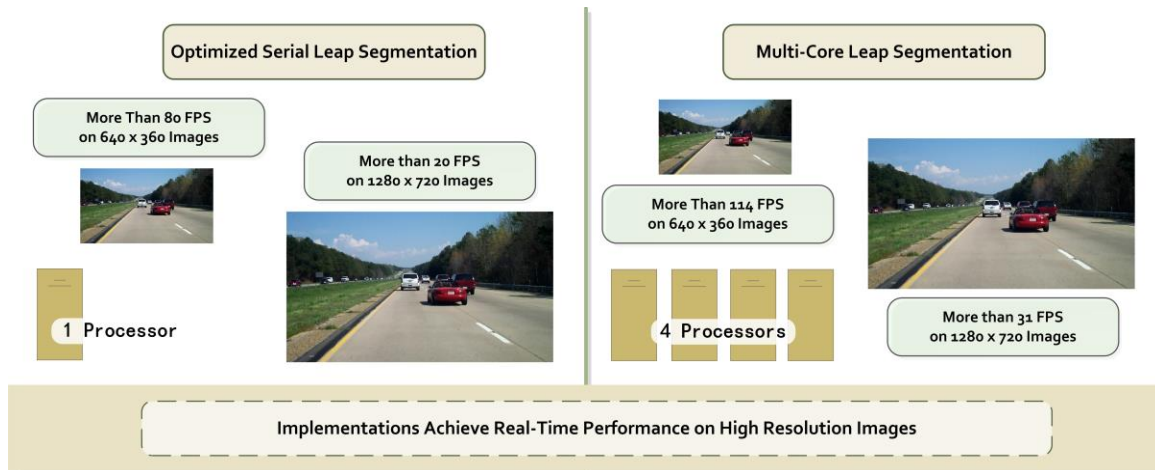 Optimized Serial Leap Segmentation
More Than 80 FPS
on 640 x 360 Images
More than 20 FPS
on 1280 x 720 Images
1 Processor
Multi-Core Leap Segmentation
More Than 114 FPS
on 640 x 360 Images
4 Processors
More than 31 FPS
on 1280 x 720 Images
Implementations Achieve Real-Time Performance on High Resolution Images